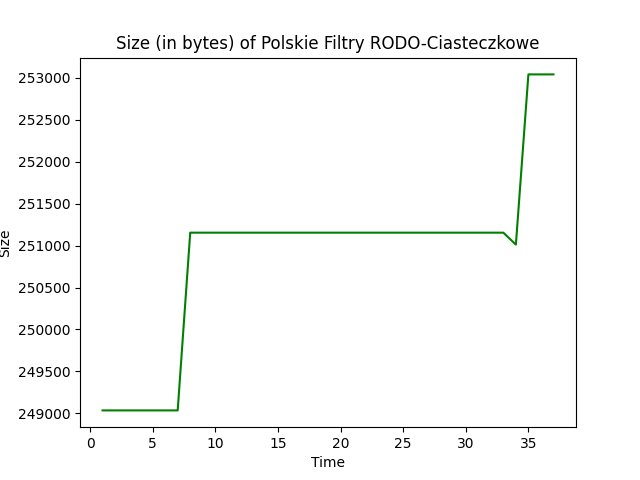 Size (in bytes) of Polskie Filtry RODO-Ciasteczkowe
253000
252500
252000
251500
251000
250500
250000
249500
249000
Size
0 5 10 15 20 25 30 35
Time